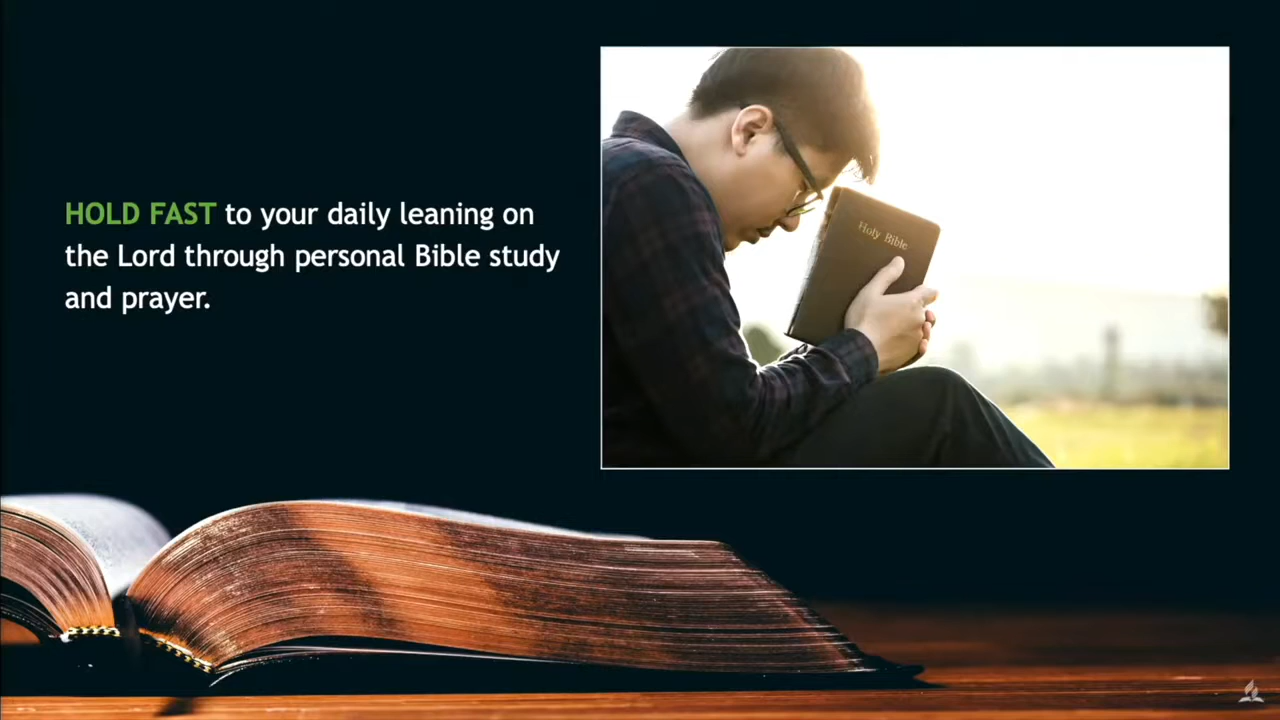 HOLD FAST to your daily leaning on
the Lord through personal Bible study
and prayer.
Holy Bible